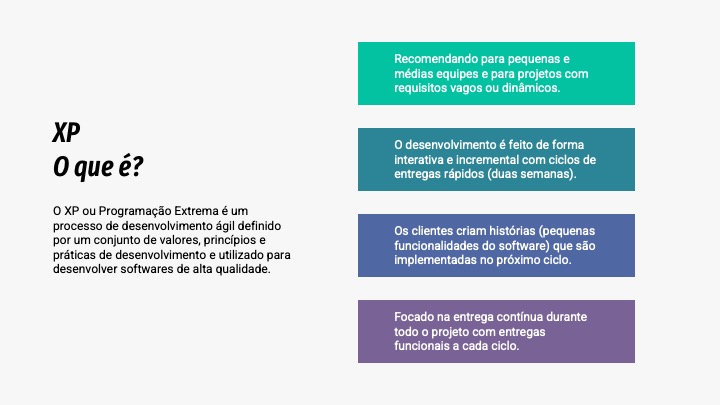 XP
O que é?
O XP ou Programação Extrema é um
processo de desenvolvimento ágil definido
por um conjunto de valores, princípios e
práticas de desenvolvimento e utilizado para
desenvolver softwares de alta qualidade.
Recomendando para pequenas e
médias equipes e para projetos com
requisitos vagos ou dinâmicos.
O desenvolvimento é feito de forma
interativa e incremental com ciclos de
entregas rápidos (duas semanas).
Os clientes criam histórias (pequenas
funcionalidades do software) que são
implementadas no próximo ciclo.
Focado na entrega contínua durante
todo o projeto com entregas
funcionais a cada ciclo.